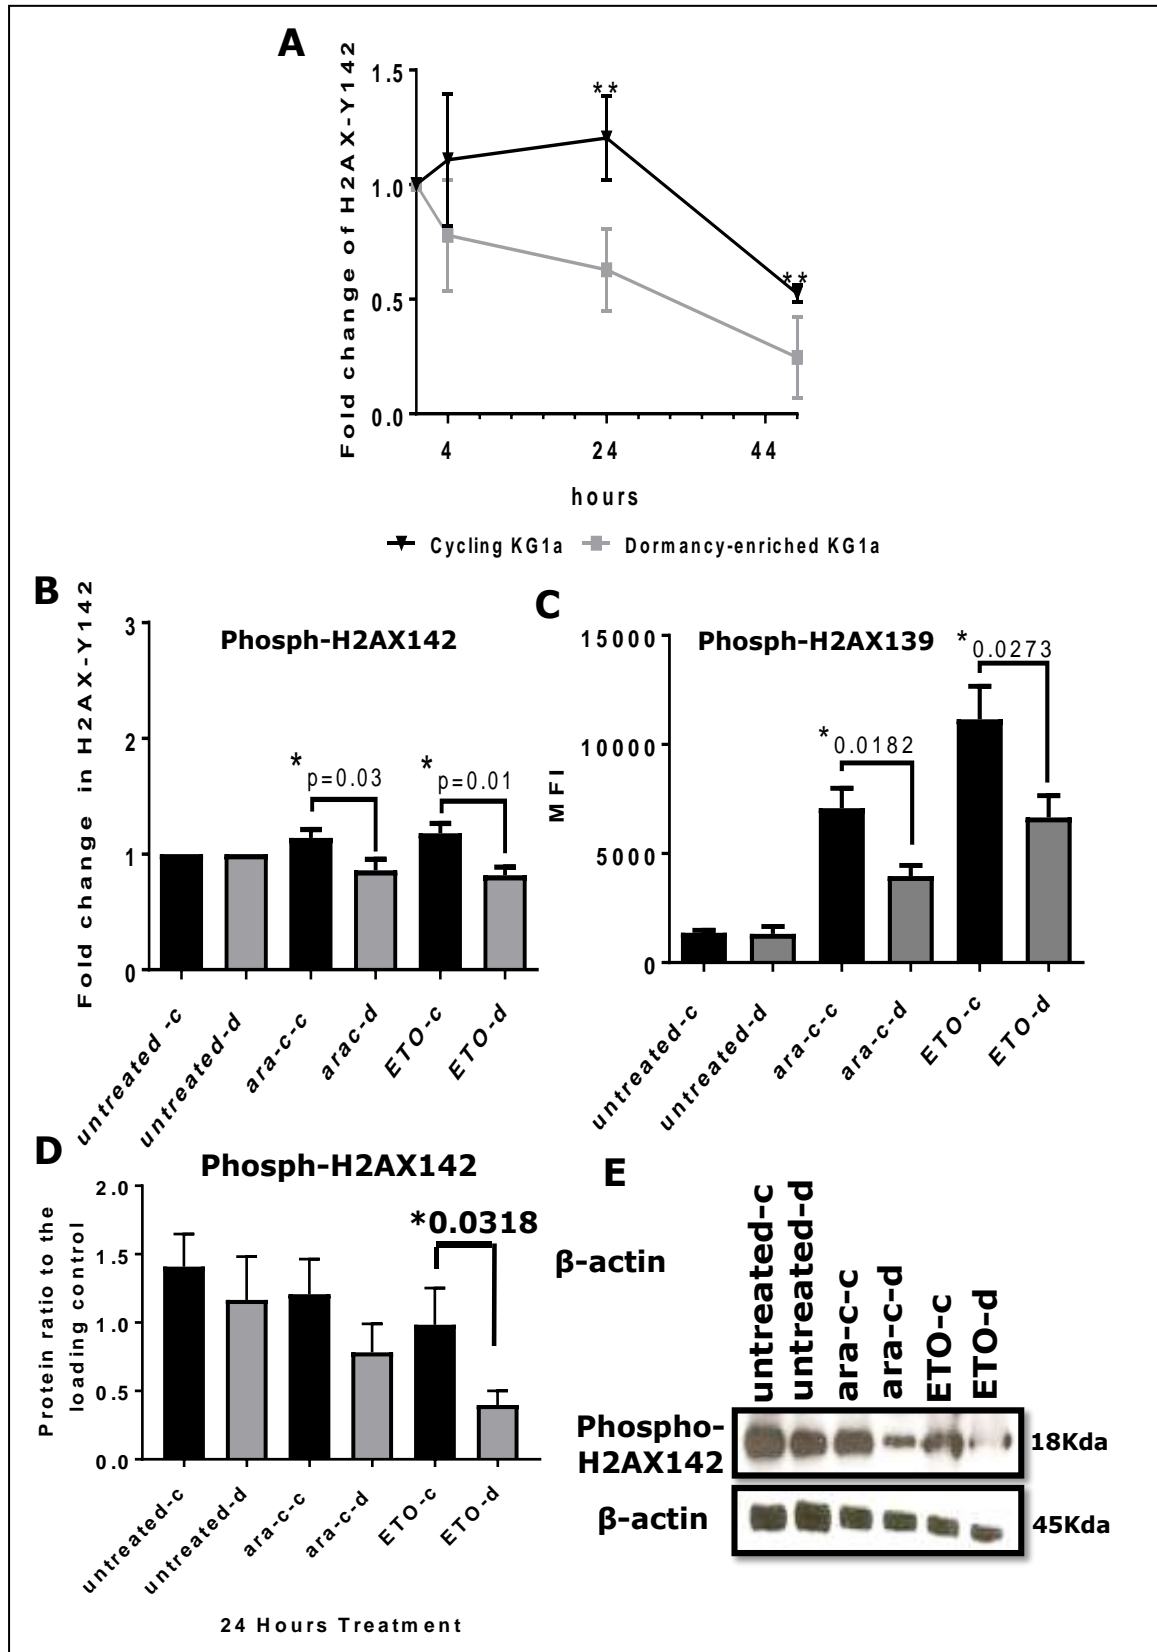 A
Fold change of H2AX-Y142
1.5
1.0
0.5
0.0
**
**
4
24
44
hours
Cycling KG1a
Dormancy-enriched KG1a
B
Fold change in H2AX-Y142
Phosph-H2AX142
3
2
1
0
* p=0.03
* p=0.01
untreated -c
untreated-d
ara-c-c
arac-d
ETO-c
ETO-d
C
MFI
Phosph-H2AX139
15000
10000
5000
0
* 0.0182
* 0.0273
untreated-c
untreated-d
ara-c-c
ara-c-d
ETO-c
ETO-d
D
Phosph-H2AX142
Protein ratio to the
loading control
2.0
1.5
1.0
0.5
0.0
*0.0318
untreated-c
untreated-d
ara-c-c
ara-c-d
ETO-c
ETO-d
24 Hours Treatment
E
β-actin
untreated-c
untreated-d
ara-c-c
ara-c-d
ETO-c
ETO-d
Phospho-
H2AX142
18Kda
β-actin
45Kda